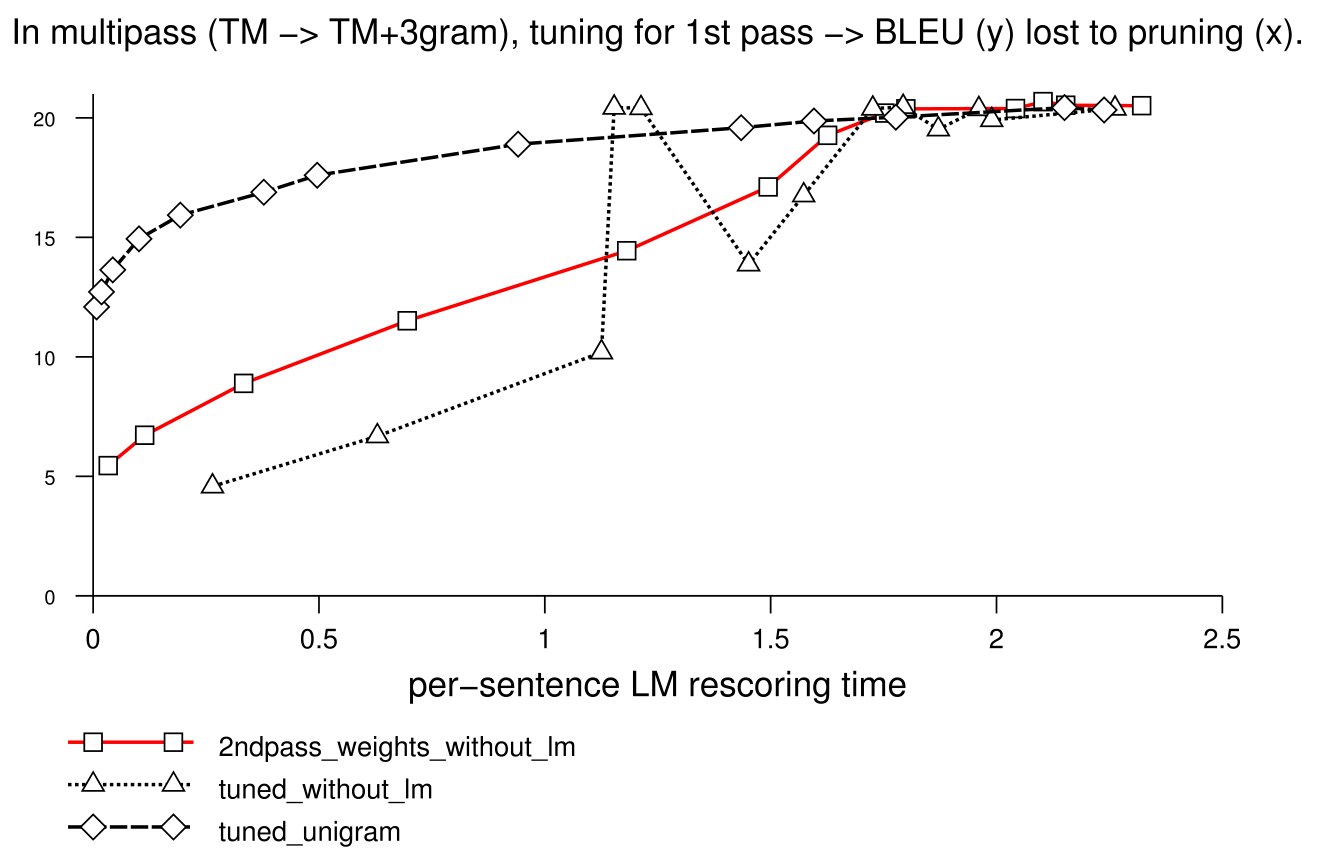 In multipass (TM −> TM+3gram), tuning for 1st pass −> BLEU (y) lost to pruning (x).
20
15
10
5
0
0 0.5 1 1.5 2 2.5
per−sentence LM rescoring time
2ndpass_weights_without_lm
tuned_without_lm
tuned_unigram